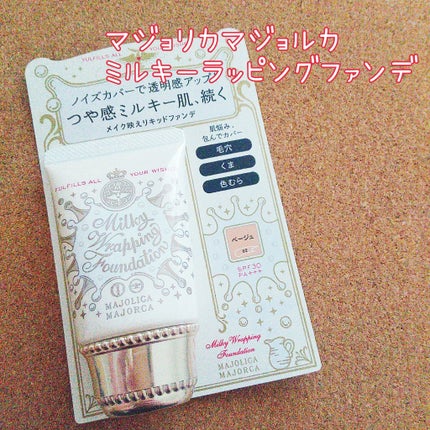 マジョリカマジョルカ
ミルキーラッピングファンデ
FULFILLS ALL
ノイズカバーで透明感アップ
つや感ミルキー肌、続く
メイク映えリキッドファンデ
肌悩み、
包んでカバー
毛穴
くま
色むら
FULFILLS ALL YOUR WISHES
Milky
Wrapping
Foundation
MAJOLICA
MAJORCA
ベージュ
SPF30
PA+++
Milky Wrapping
Foundation
MAJOLICA
MAJORCA